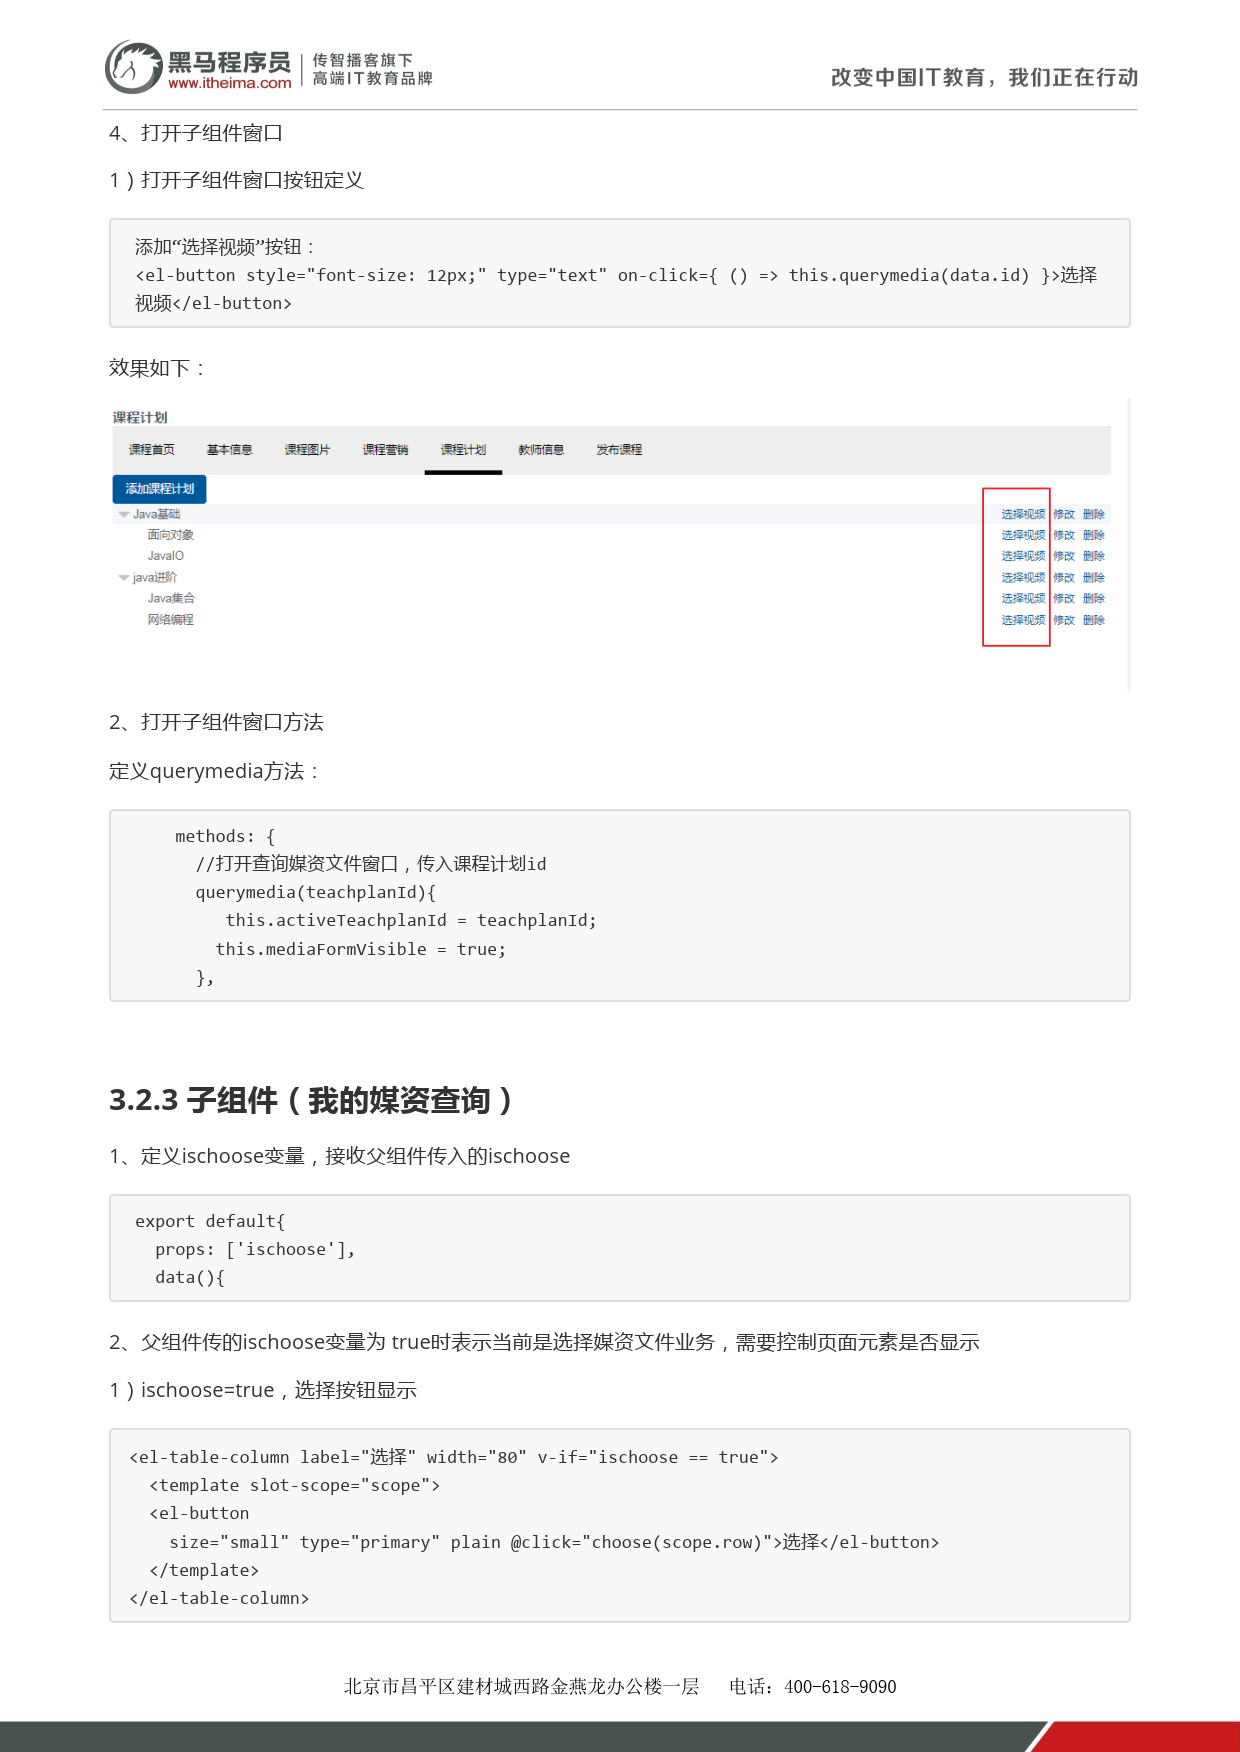 黑马程序员
www.itheima.com
传智播客旗下
高端IT教育品牌
改变中国IT教育，我们正在行动
4、打开子组件窗口
1）打开子组件窗口按钮定义
添加“选择视频”按钮：
<el-button style="font-size: 12px;" type="text" on-click={ () => this.querymedia(data.id) }>选择
视频</el-button>
效果如下：
课程计划
课程首页 基本信息 课程图片 课程营销 课程计划 教师信息 发布课程
添加课程计划
Java基础 选择视频 修改 删除
面向对象 选择视频 修改 删除
JavaIO 选择视频 修改 删除
java进阶 选择视频 修改 删除
Java集合 选择视频 修改 删除
网络编程 选择视频 修改 删除
2、打开子组件窗口方法
定义querymedia方法：
methods: {
//打开查询媒资文件窗口，传入课程计划id
querymedia(teachplanId){
this.activeTeachplanId = teachplanId;
this.mediaFormVisible = true;
},
3.2.3 子组件（我的媒资查询）
1、定义ischoose变量，接收父组件传入的ischoose
export default{
props: ['ischoose'],
data(){
2、父组件传的ischoose变量为 true时表示当前是选择媒资文件业务，需要控制页面元素是否显示
1）ischoose=true，选择按钮显示
<el-table-column label="选择" width="80" v-if="ischoose == true">
<template slot-scope="scope">
<el-button
size="small" type="primary" plain @click="choose(scope.row)">选择</el-button>
</template>
</el-table-column>
北京市昌平区建材城西路金燕龙办公楼一层 电话：400-618-9090